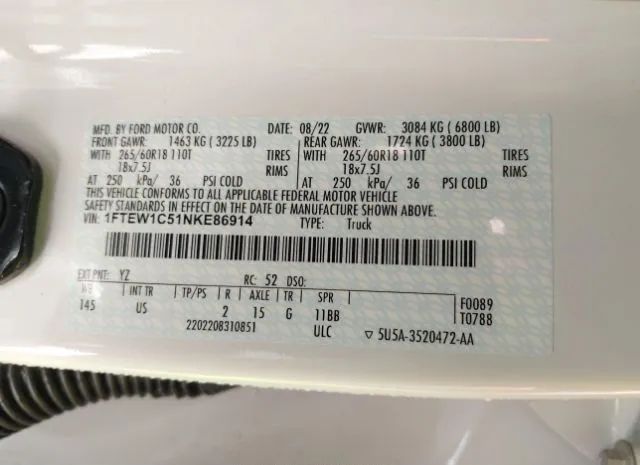 MFD. BY FORD MOTOR CO. DATE: 08/22 GVWR: 3084 KG ( 6800 LB)
FRONT GAWR: 1463 KG ( 3225 LB) REAR GAWR: 1724 KG ( 3800 LB)
WITH 265/60R18 110T TIRES WITH 265/60R18 110T TIRES
18x7.5J RIMS 18x7.5J RIMS
AT 250 kPa/ 36 PSI COLD AT 250 kPa/ 36 PSI COLD
THIS VEHICLE CONFORMS TO ALL APPLICABLE FEDERAL MOTOR VEHICLE
SAFETY STANDARDS IN EFFECT ON THE DATE OF MANUFACTURE SHOWN ABOVE.
VIN: 1FTEW1C51NKE86914 TYPE: Truck
EXT PNT: YZ RC: 52 DSO:
WB INT TR TP/PS R AXLE TR SPR F0089
145 US 2 15 G 11BB T0788
2202208310851 ULC ▽ 5U5A-3520472-AA